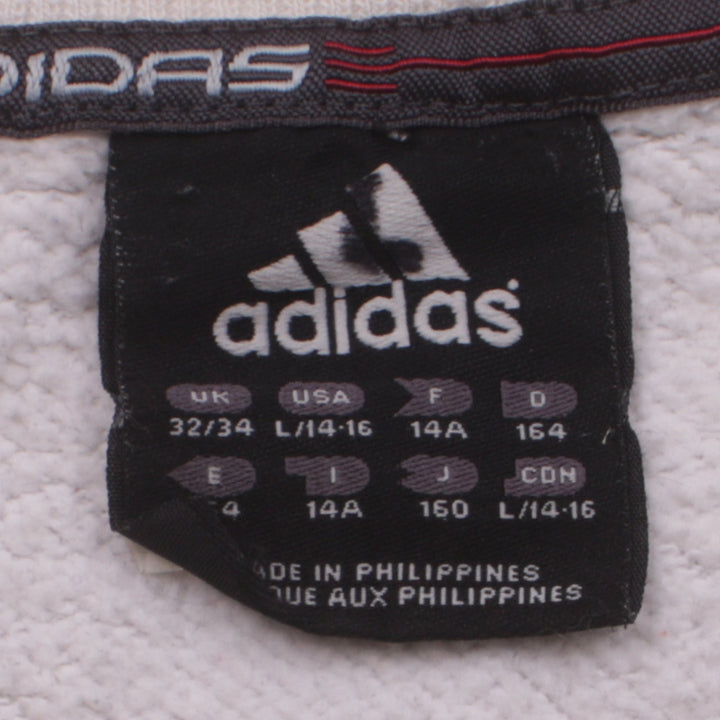 DIDAS
adidas
UK USA F D
32/34 L/14-16 14A 164
E I J CDN
4 14A 160 L/14-16
ADE IN PHILIPPINES
QUE AUX PHILIPPINES